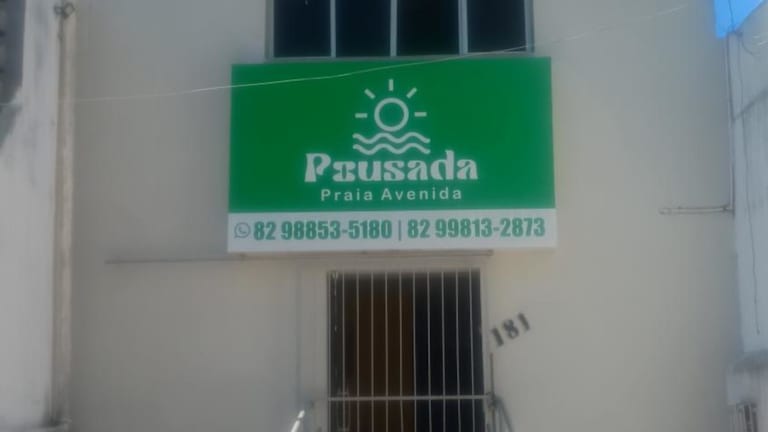 Pousada
Praia Avenida
82 98853-5180 | 82 99813-2873
181